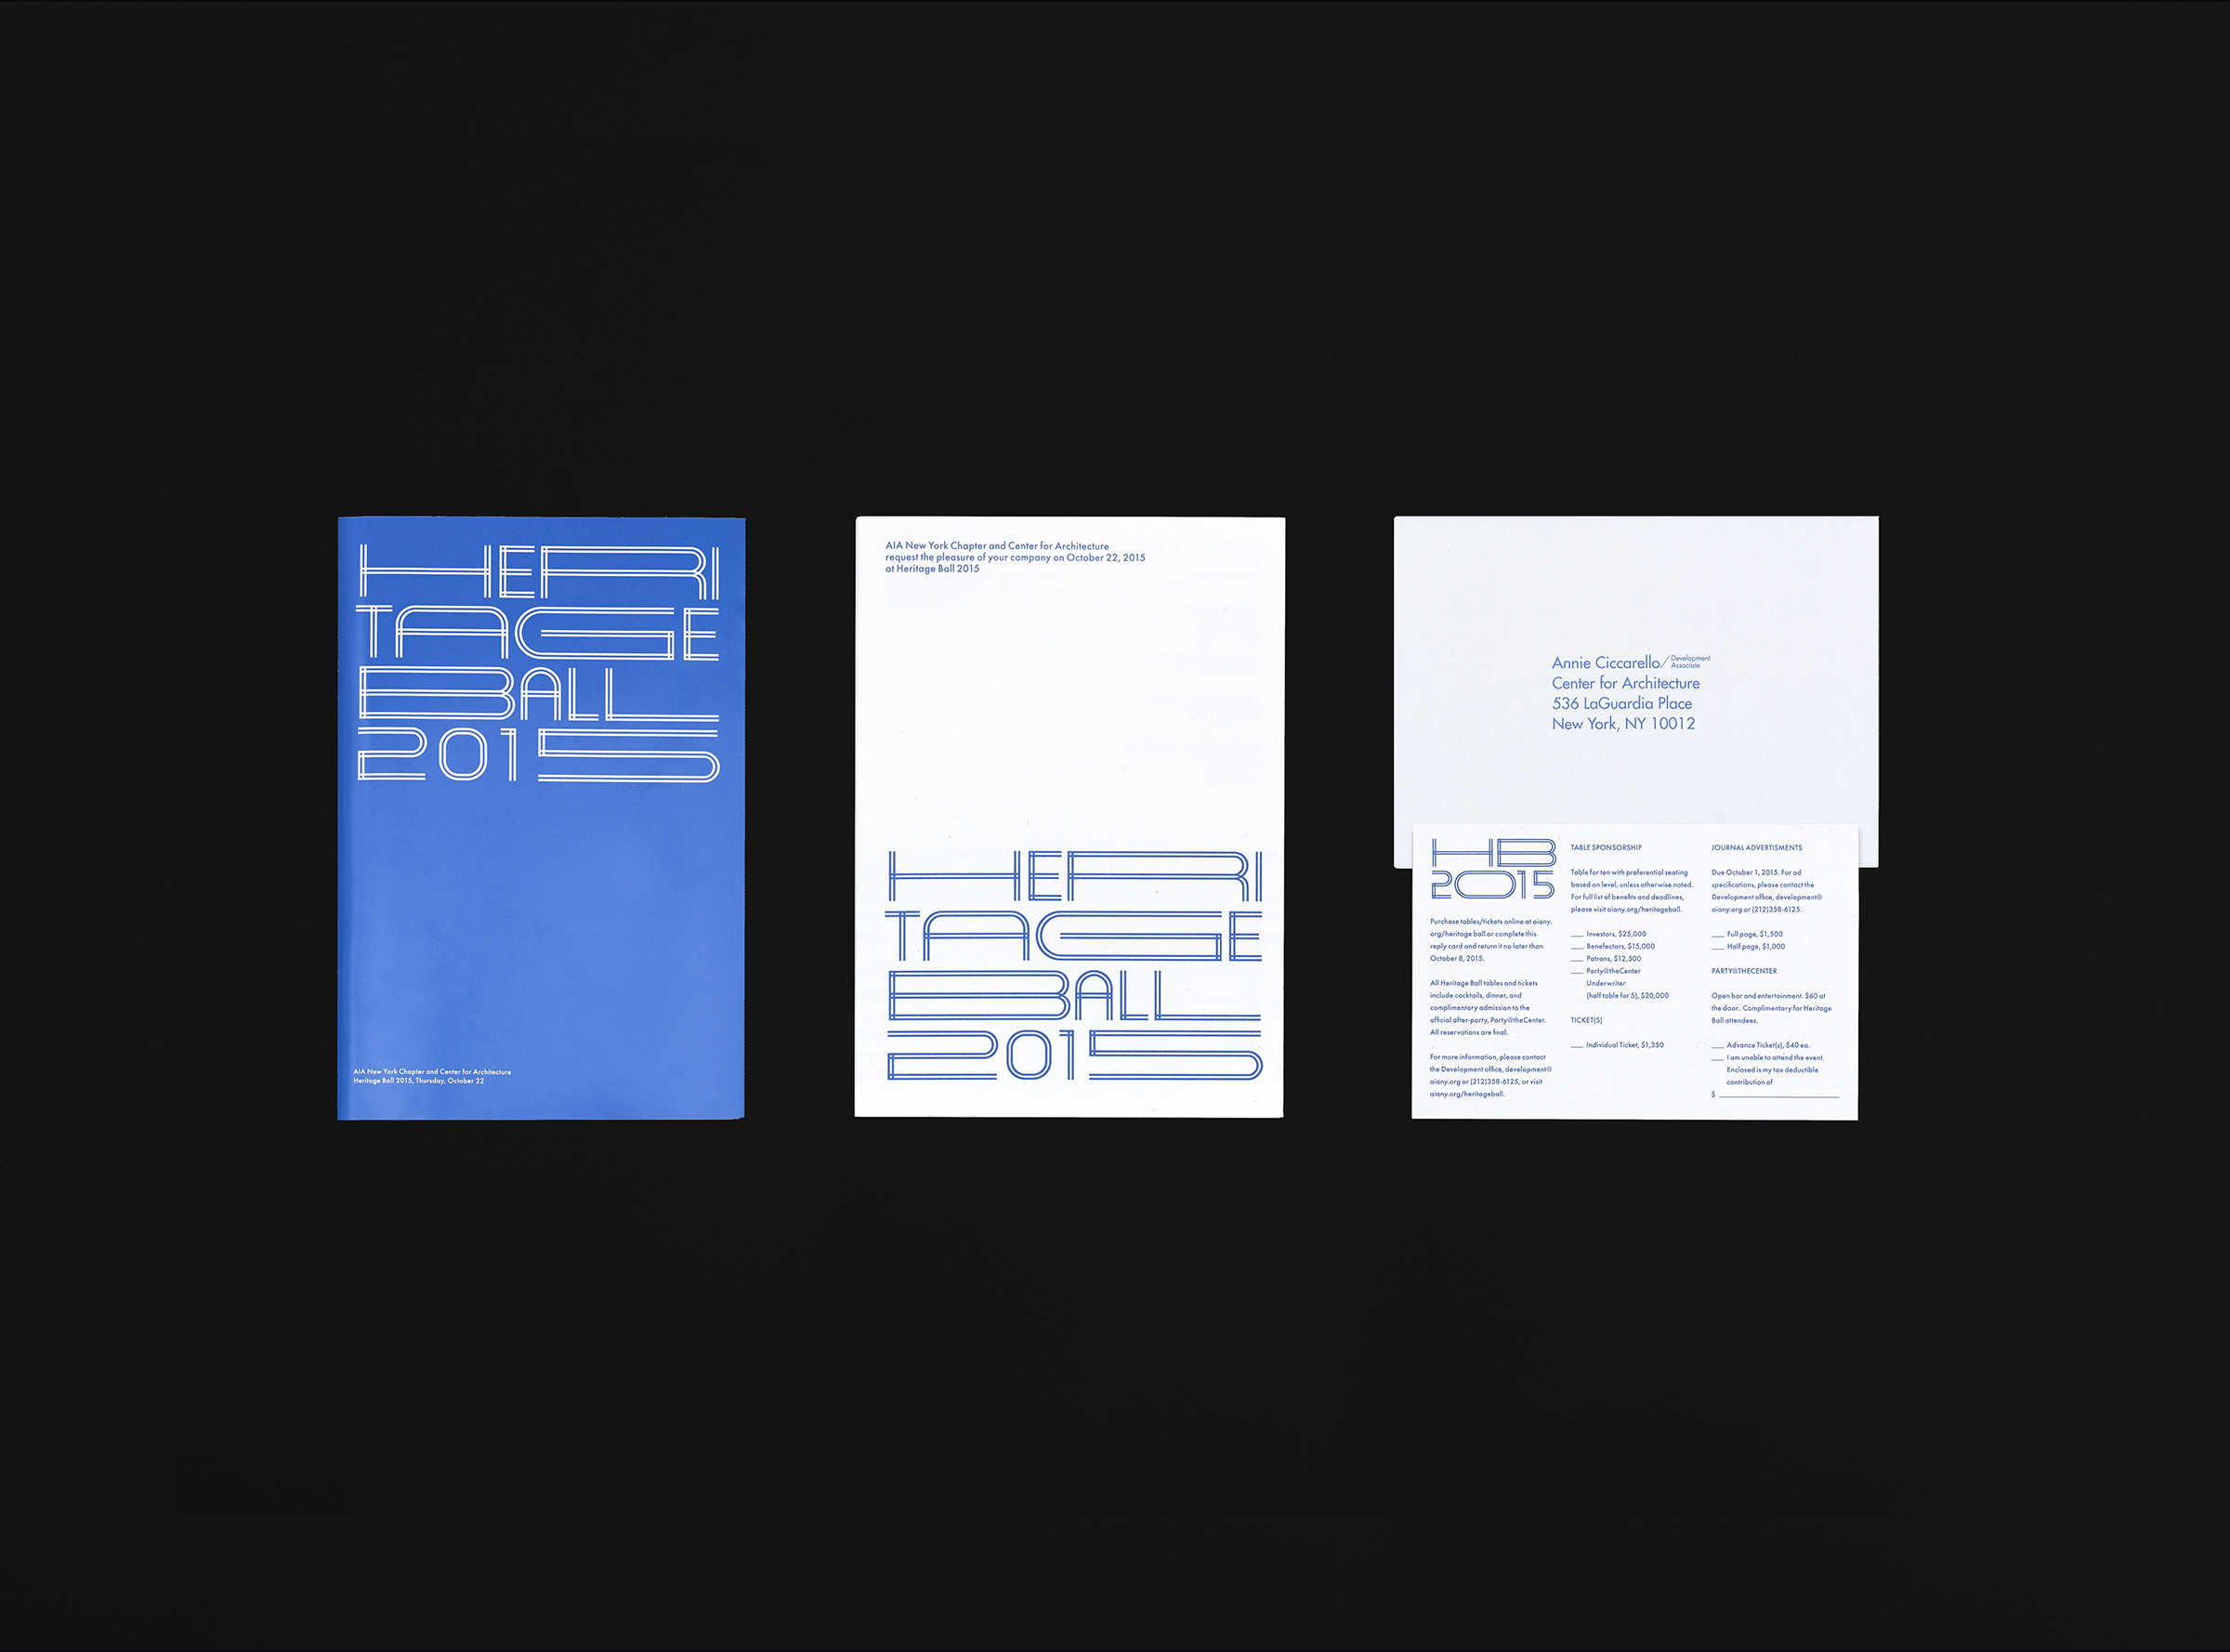 HERI
TAGE
BALL
2015
AIA New York Chapter and Center for Architecture
Heritage Ball 2015, Thursday, October 22
AIA New York Chapter and Center for Architecture
request the pleasure of your company on October 22, 2015
at Heritage Ball 2015
HERI
TAGE
BALL
2015
Annie Ciccarello/ Development Associate
Center for Architecture
536 LaGuardia Place
New York, NY 10012
HB
2015
Purchase tables/tickets online at aiany.
org/heritage ball or complete this
reply card and return it no later than
October 8, 2015.
All Heritage Ball tables and tickets
include cocktails, dinner, and
complimentary admission to the
official after-party, Party@theCenter.
All reservations are final.
For more information, please contact
the Development office, development@
aiany.org or (212)358-6125, or visit
aiany.org/heritageball.
TABLE SPONSORSHIP
Table for ten with preferential seating
based on level, unless otherwise noted.
For full list of benefits and deadlines,
please visit aiany.org/heritageball.
___ Investors, $25,000
___ Benefectors, $15,000
___ Patrons, $12,500
___ Party@theCenter
Underwriter
(half table for 5), $20,000
TICKET(S)
___ Individual Ticket, $1,350
JOURNAL ADVERTISMENTS
Due October 1, 2015. For ad
specifications, please contact the
Development office, development@
aiany.org or (212)358-6125.
___ Full page, $1,500
___ Half page, $1,000
PARTY@THECENTER
Open bar and entertainment. $60 at
the door. Complimentary for Heritage
Ball attendees.
___ Advance Ticket(s), $40 ea.
___ I am unable to attend the event.
Enclosed is my tax deductible
contribution of
$ ______________________